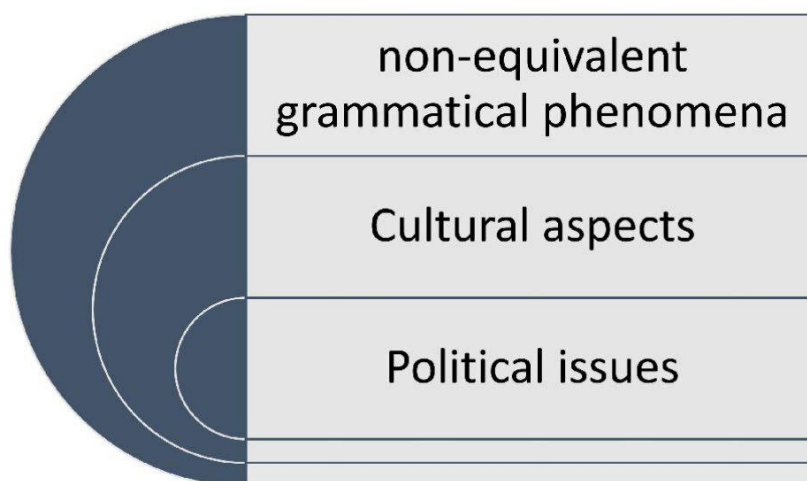 non-equivalent
grammatical phenomena
Cultural aspects
Political issues